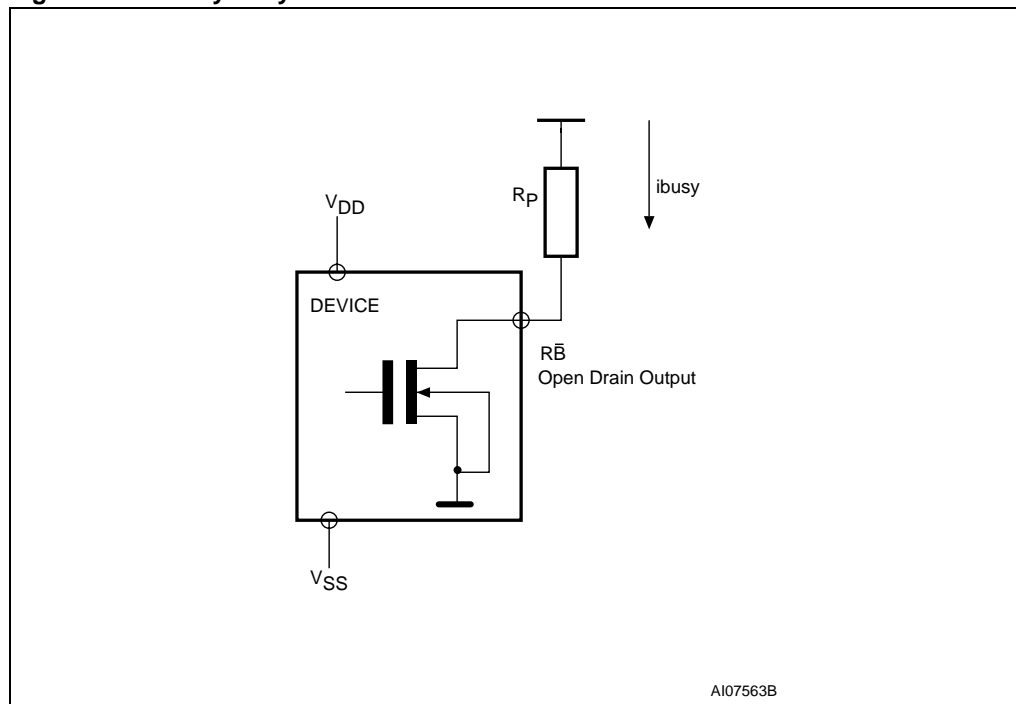 RP
ibusy
VDD
DEVICE
RB̄
Open Drain Output
VSS
AI07563B